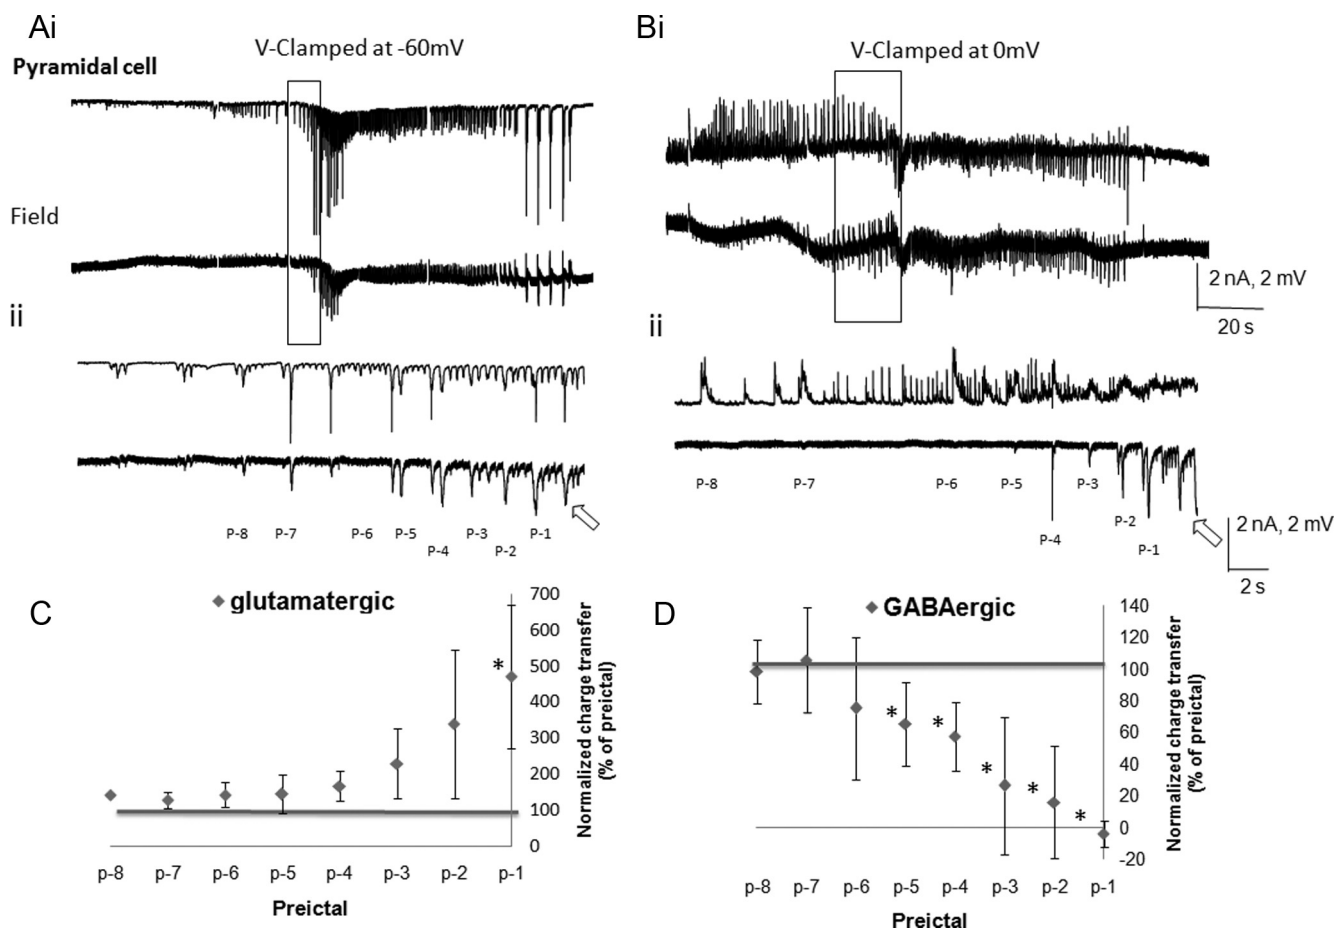 Ai
V-Clamped at -60mV
Pyramidal cell
Field
ii
P-8
P-7
P-6
P-5
P-4
P-3
P-2
P-1
Bi
V-Clamped at 0mV
2 nA, 2 mV
20 s
ii
P-8
P-7
P-6
P-5
P-4
P-3
P-2
P-1
2 nA, 2 mV
2 s
C
glutamatergic
*
700
600
500
400
300
200
100
0
Normalized charge transfer
(% of preictal)
p-8 p-7 p-6 p-5 p-4 p-3 p-2 p-1
Preictal
D
GABAergic
* * * * *
140
120
100
80
60
40
20
0
-20
Normalized charge transfer
(% of preictal)
p-8 p-7 p-6 p-5 p-4 p-3 p-2 p-1
Preictal